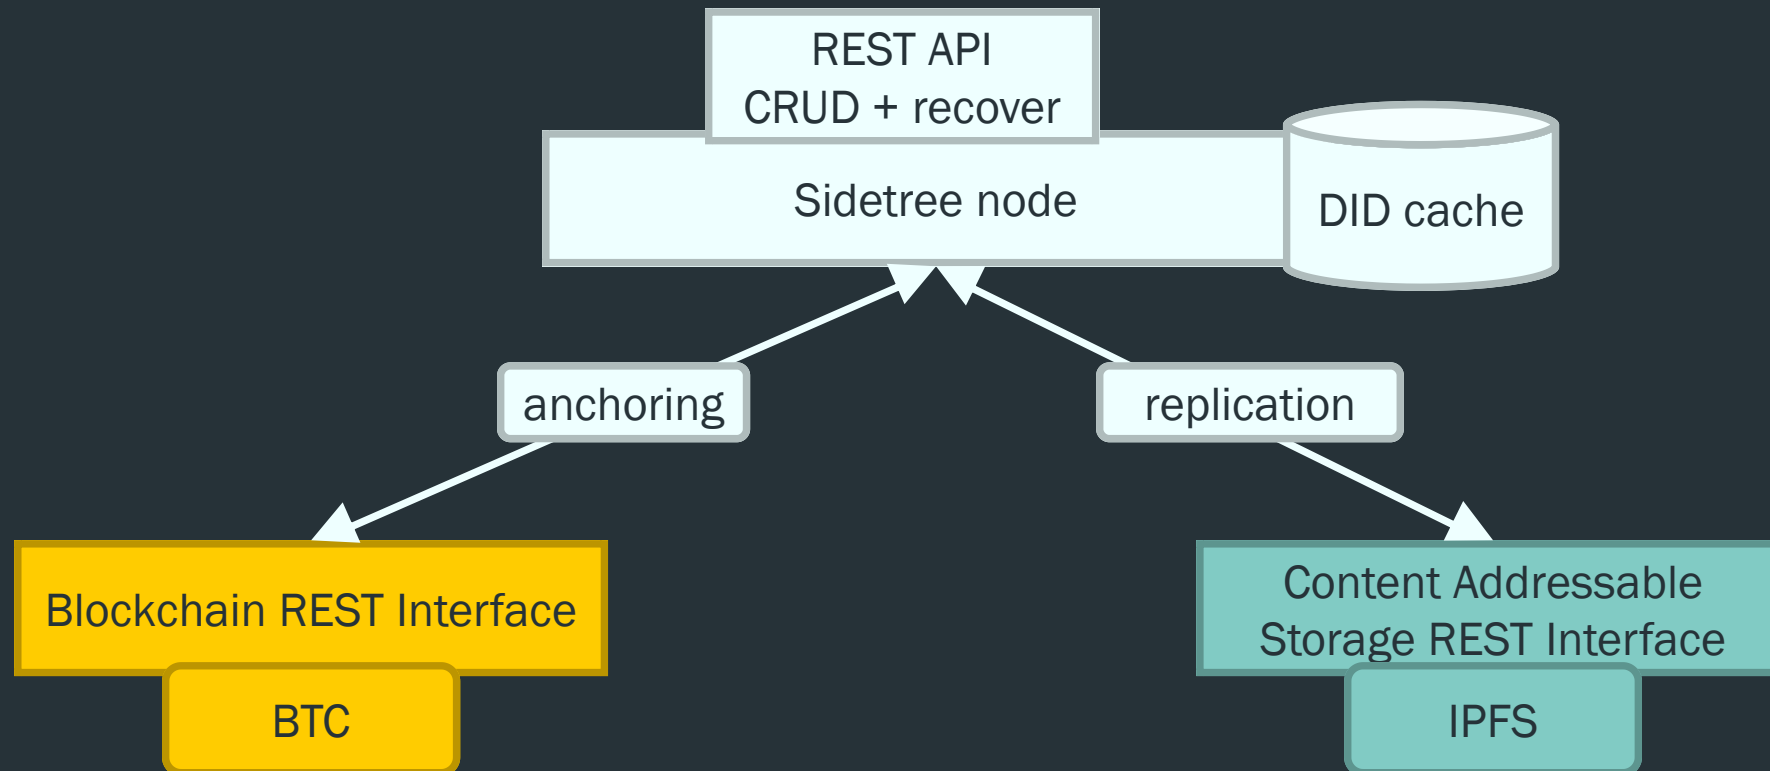 REST API
CRUD + recover
Sidetree node
DID cache
anchoring
replication
Blockchain REST Interface
Content Addressable
Storage REST Interface
BTC
IPFS